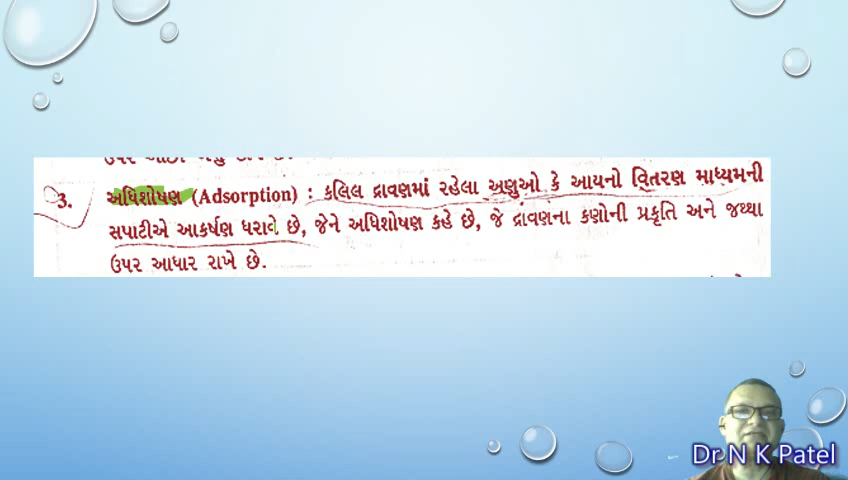 3. અધિશોષણ (Adsorption) : કલિલ દ્રાવણમાં રહેલા અણુઓ કે આયનો વિતરણ માધ્યમની
સપાટીએ આકર્ષણ ધરાવે છે, જેને અધિશોષણ કહે છે, જે દ્રાવણના કણોની પ્રકૃતિ અને જથ્થા
ઉપર આધાર રાખે છે.
Dr N K Patel